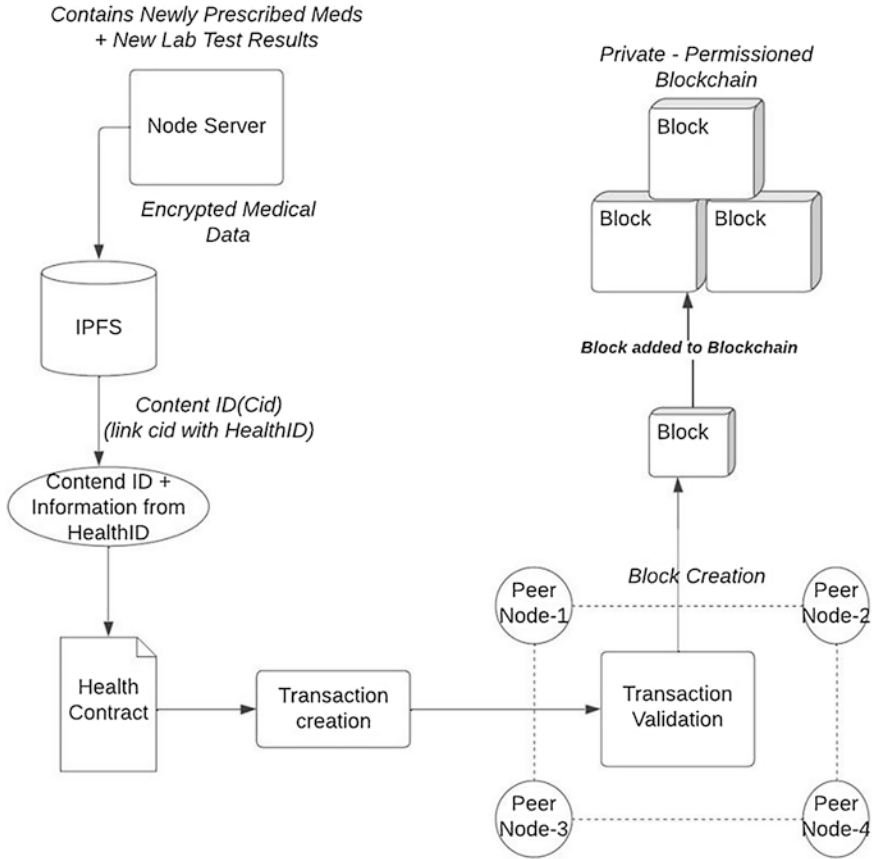 Contains Newly Prescribed Meds
+ New Lab Test Results
Node Server
Encrypted Medical
Data
IPFS
Content ID(Cid)
(link cid with HealthID)
Contend ID +
Information from
HealthID
Health
Contract
Transaction
creation
Transaction
Validation
Peer
Node-1
Peer
Node-2
Peer
Node-3
Peer
Node-4
Block Creation
Block
Block added to Blockchain
Private - Permissioned
Blockchain
Block
Block
Block